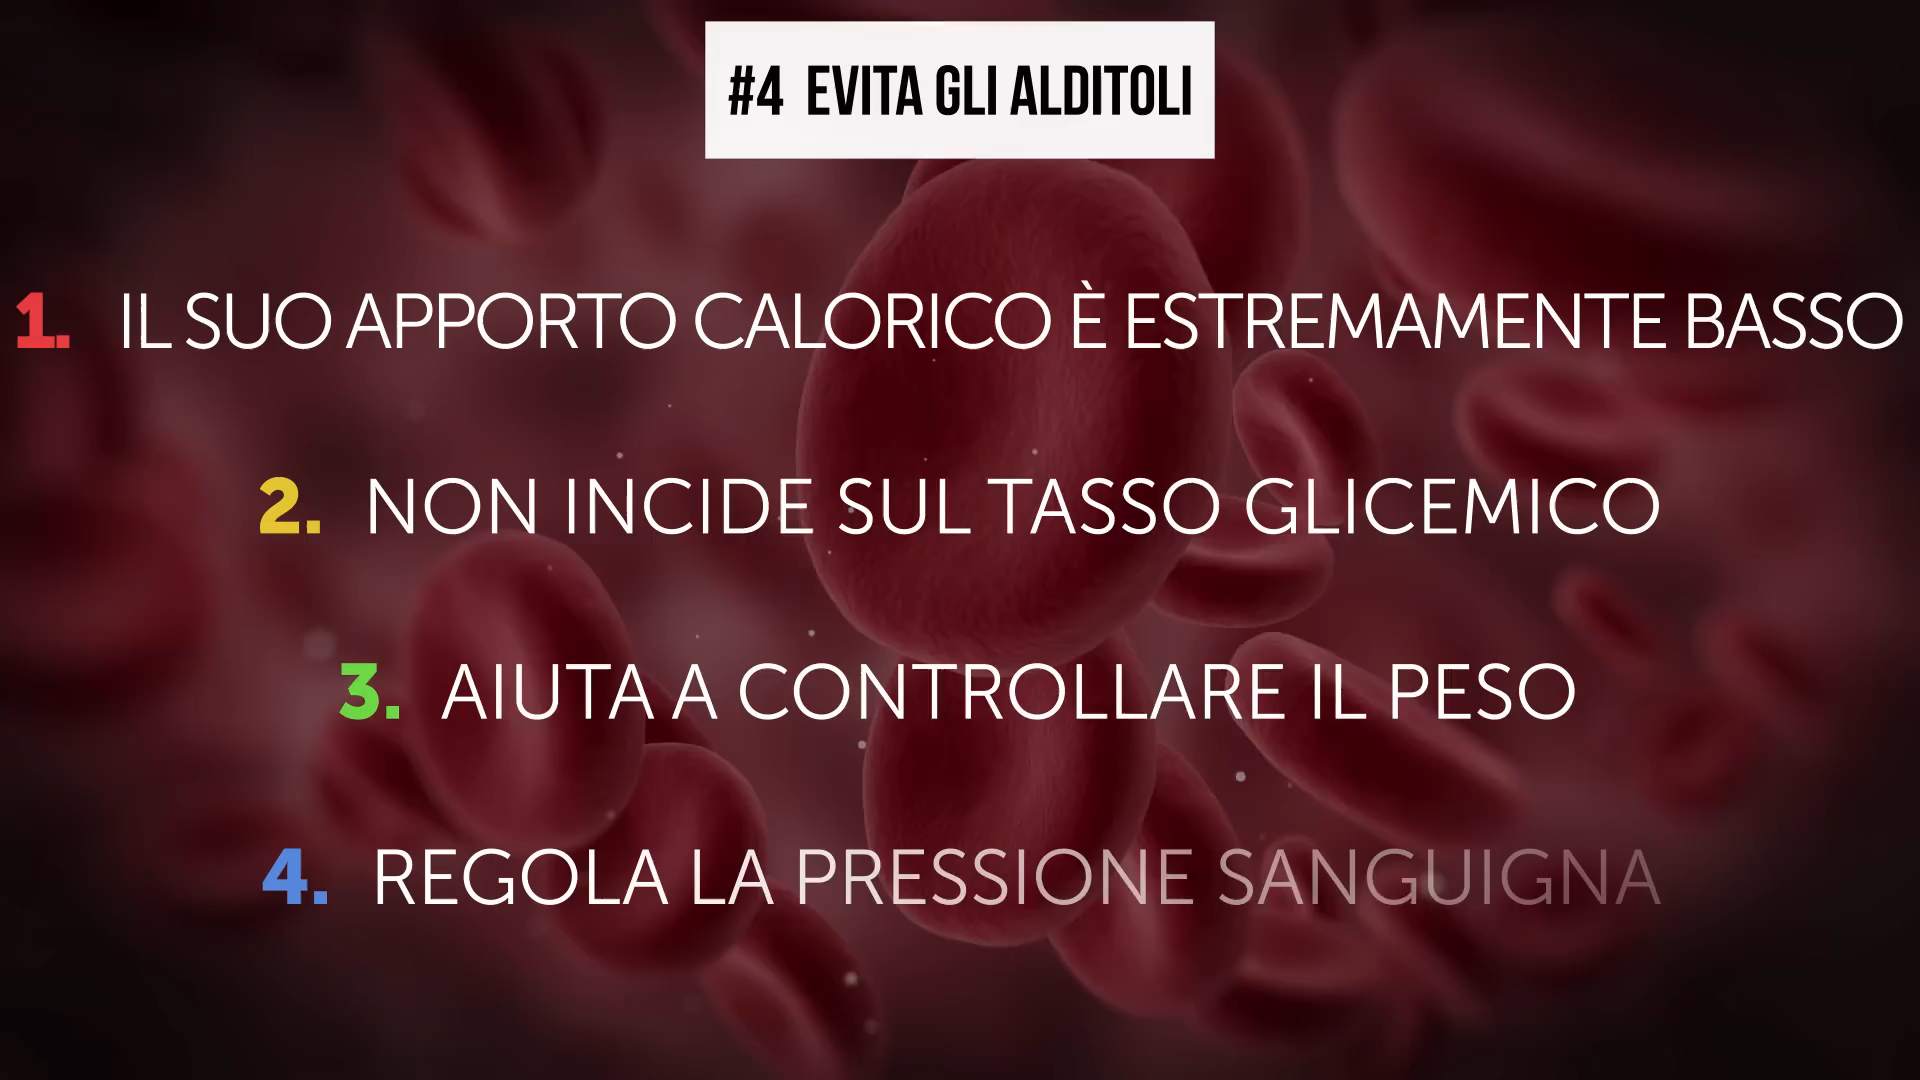 #4 EVITA GLI ALDITOLI
1. IL SUO APPORTO CALORICO È ESTREMAMENTE BASSO
2. NON INCIDE SUL TASSO GLICEMICO
3. AIUTA A CONTROLLARE IL PESO
4. REGOLA LA PRESSIONE SANGUIGNA